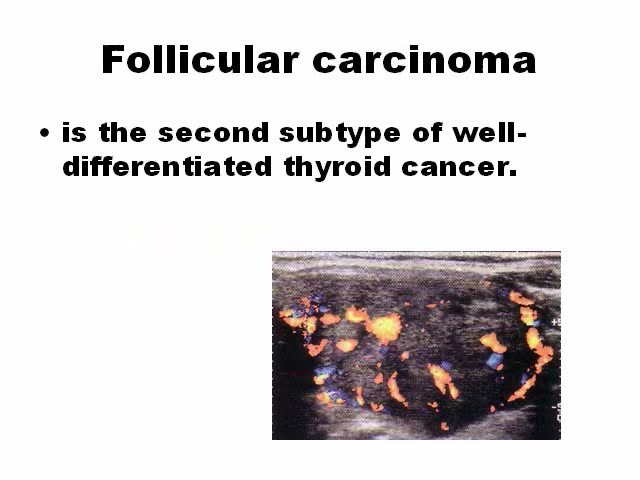 Follicular carcinoma
• is the second subtype of well-
differentiated thyroid cancer.